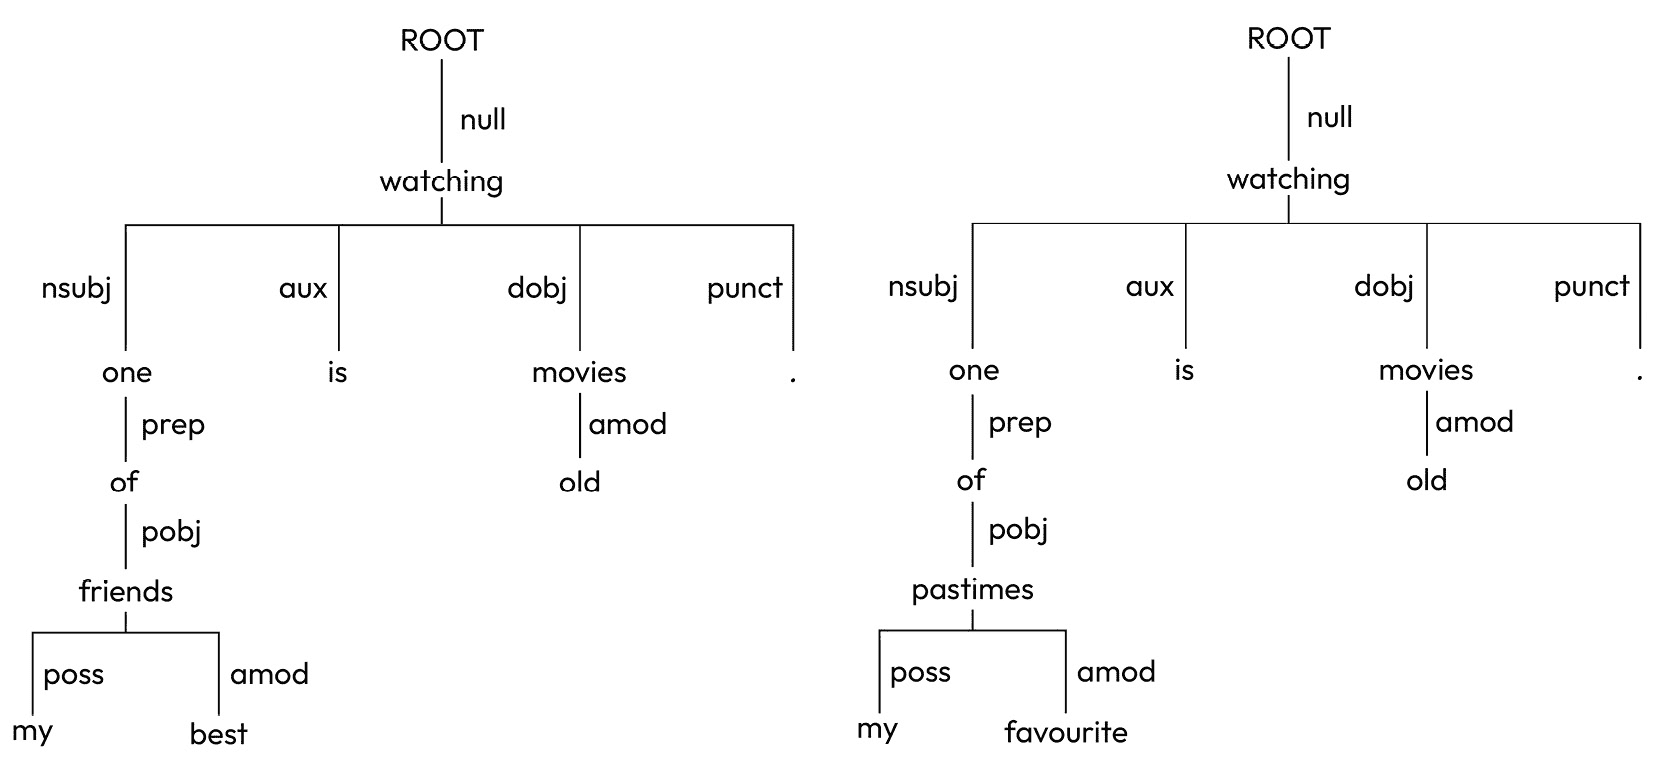 ROOT
null
watching
nsubj aux dobj punct
one is movies .
prep amod
of old
pobj
friends
poss amod
my best
ROOT
null
watching
nsubj aux dobj punct
one is movies .
prep amod
of old
pobj
pastimes
poss amod
my favourite